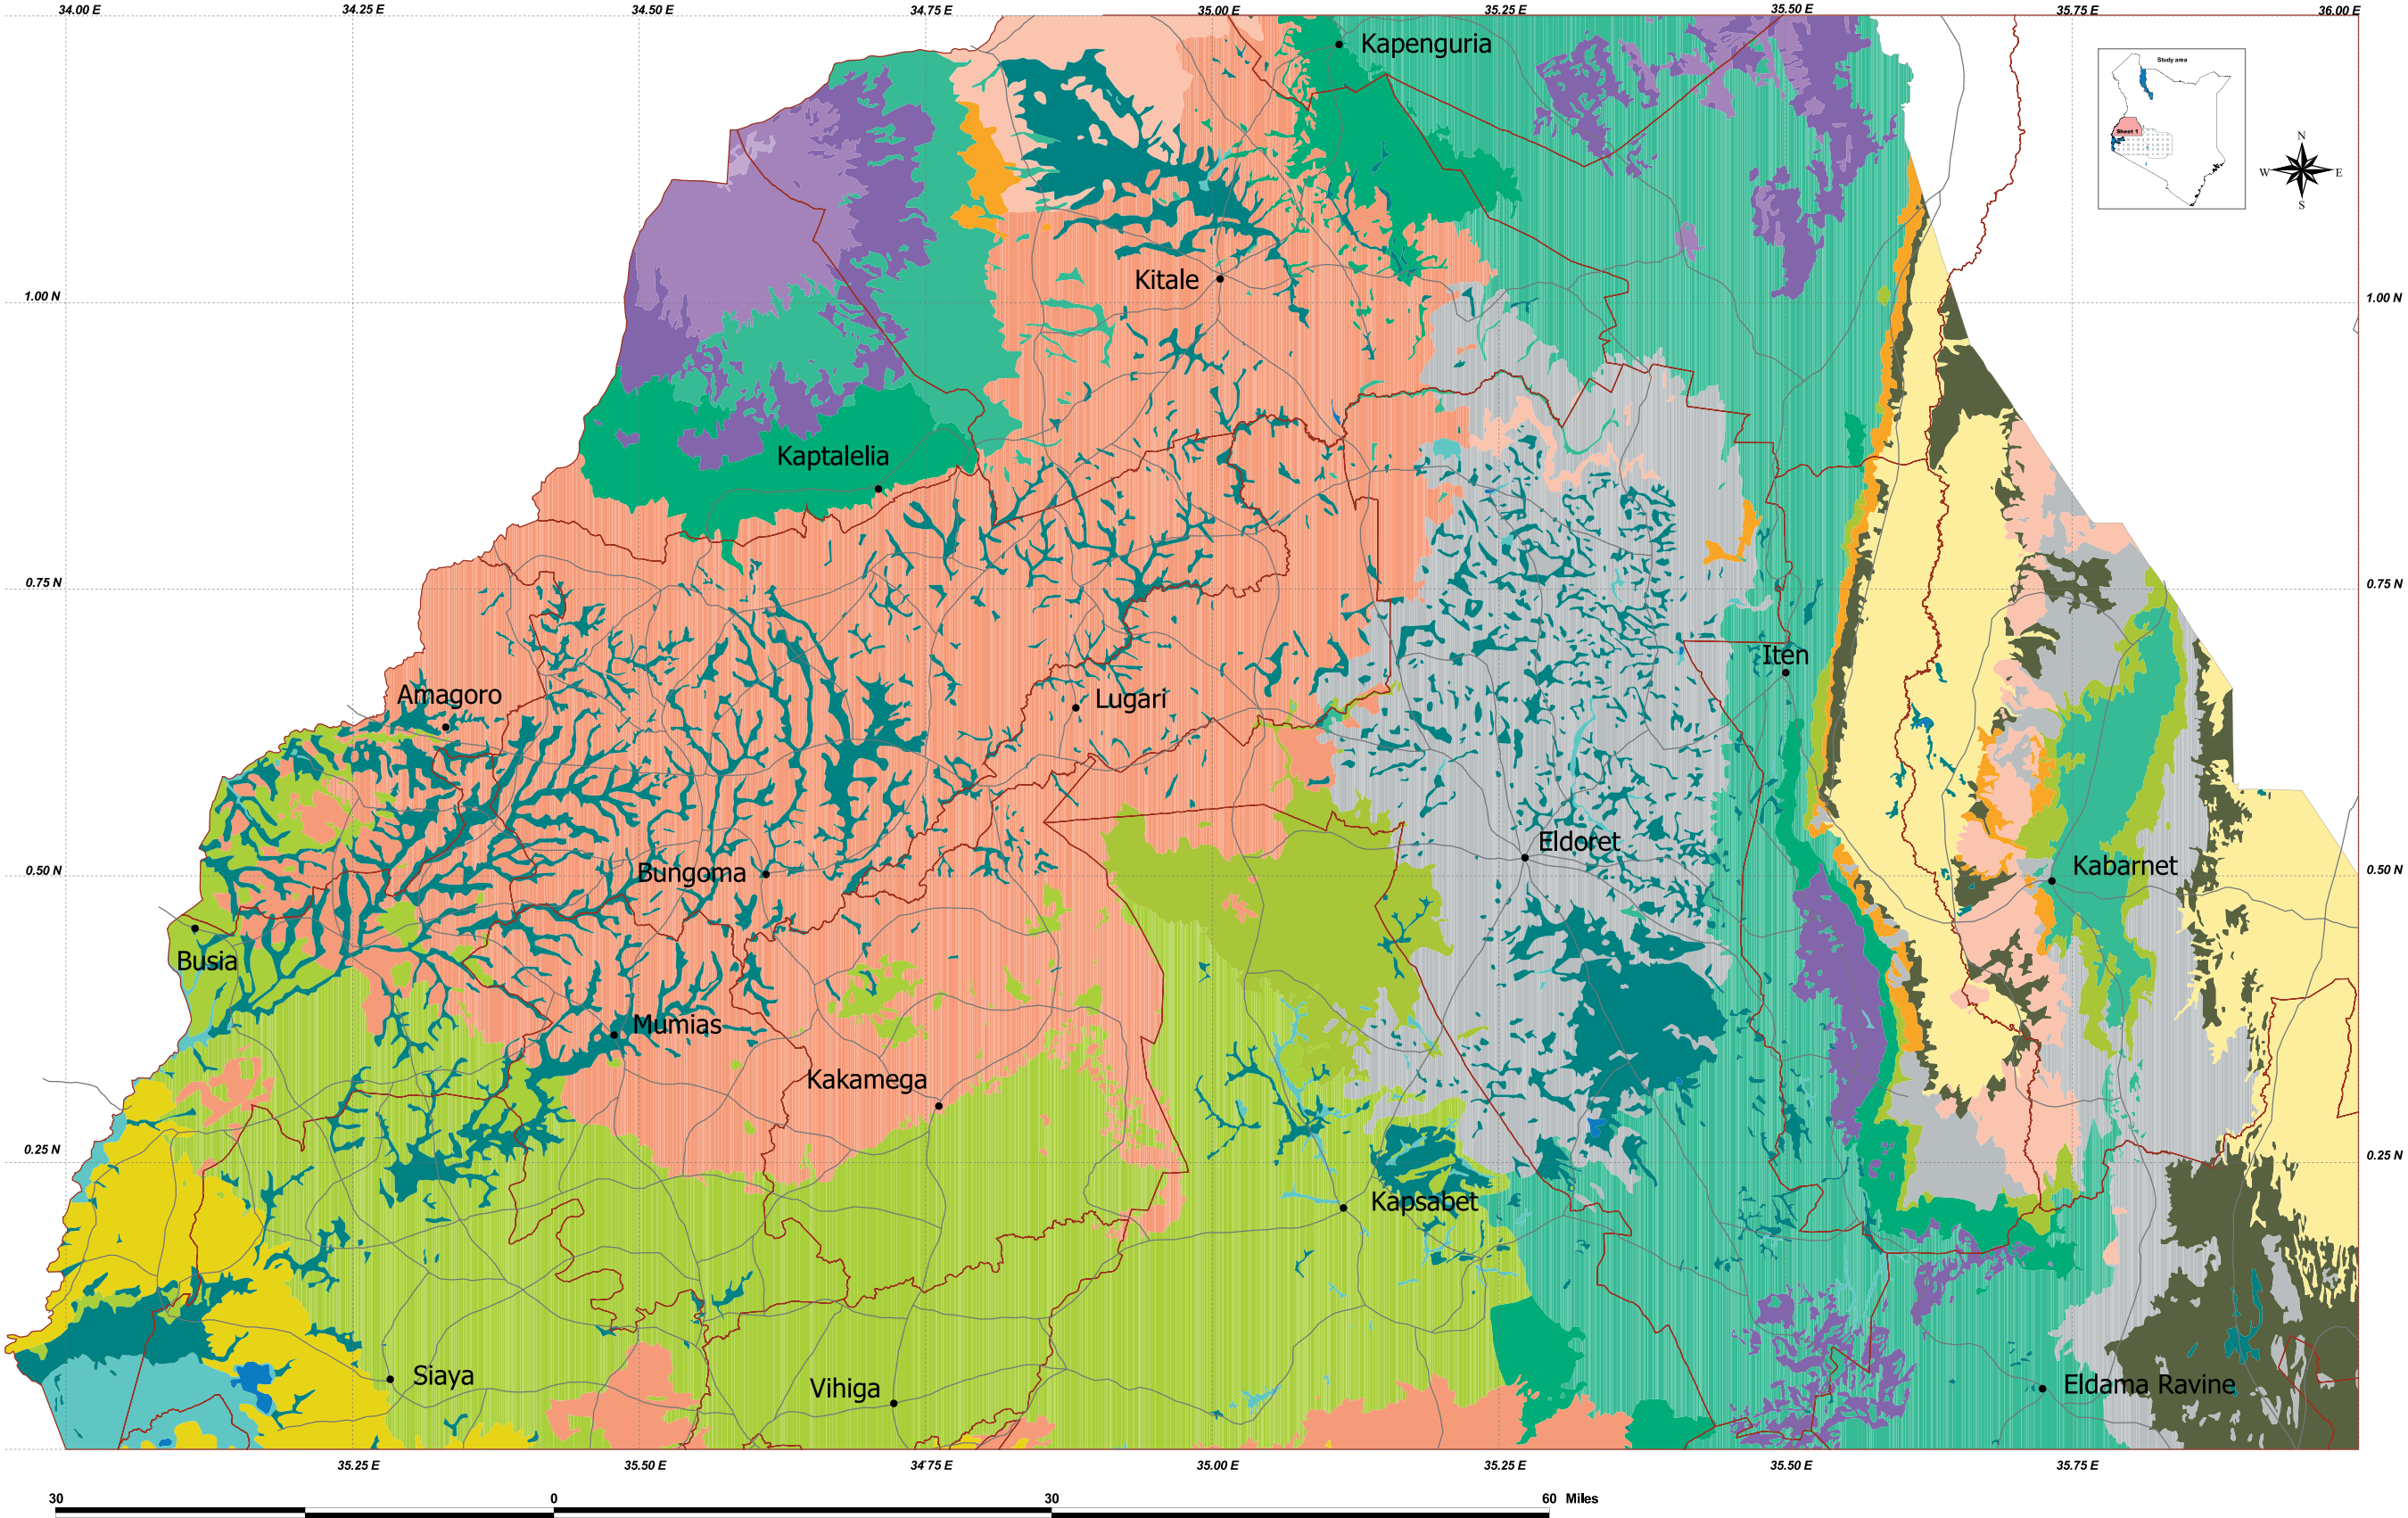 34.00 E
34.25 E
34.50 E
34.75 E
35.00 E
35.25 E
35.50 E
35.75 E
36.00 E
Kapenguria
Study area
Sheet 1
N
W
E
S
Kitale
1.00 N
1.00 N
Kaptalelia
0.75 N
0.75 N
Iten
Amagoro
Lugari
Eldoret
Bungoma
Kabarnet
0.50 N
0.50 N
Busia
Mumias
Kakamega
0.25 N
0.25 N
Kapsabet
Siaya
Vihiga
Eldama Ravine
35.25 E
35.50 E
34.75 E
35.00 E
35.25 E
35.50 E
35.75 E
30
0
30
60 Miles